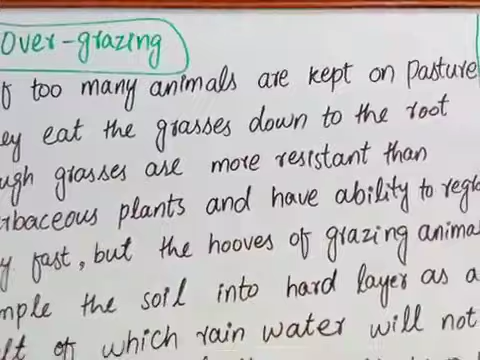 Over-grazing
If too many animals are kept on pasture
ey eat the grasses down to the root
ugh grasses are more resistant than
rbaceous plants and have ability to regro
y fast, but the hooves of grazing anima
mple the soil into hard layer as a
lt of which rain water will not